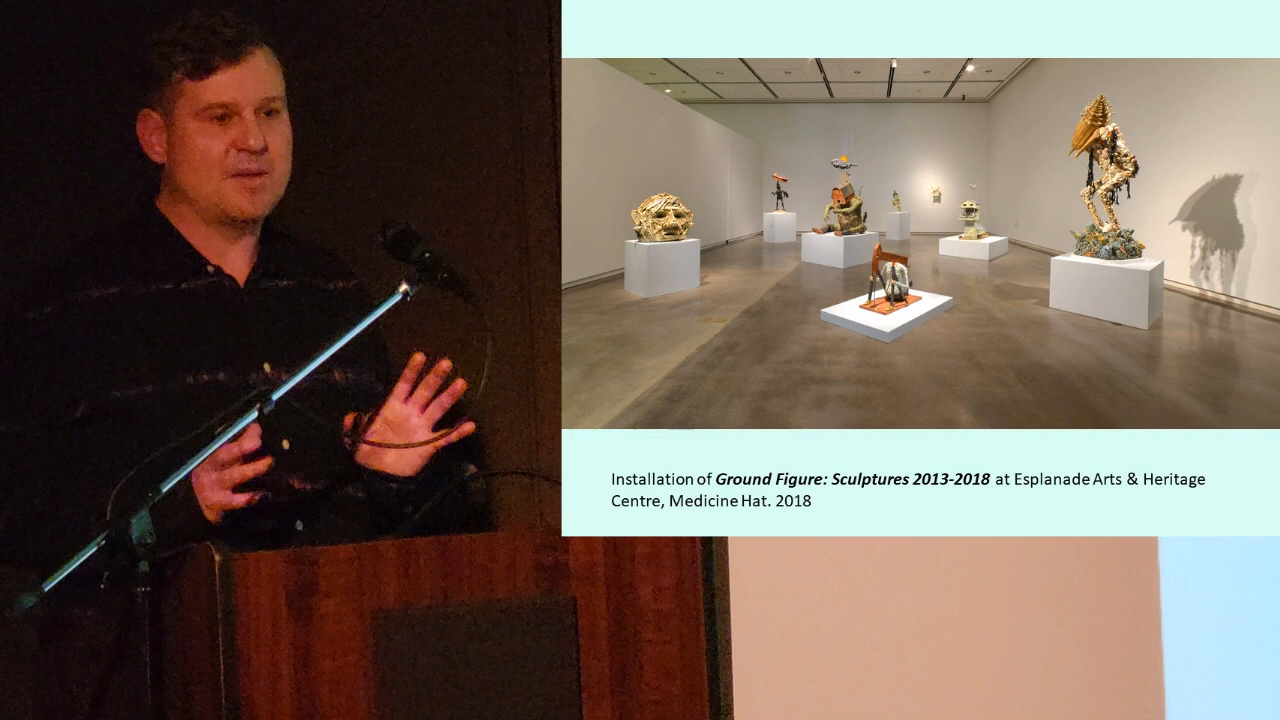 Installation of Ground Figure: Sculptures 2013-2018 at Esplanade Arts & Heritage
Centre, Medicine Hat. 2018